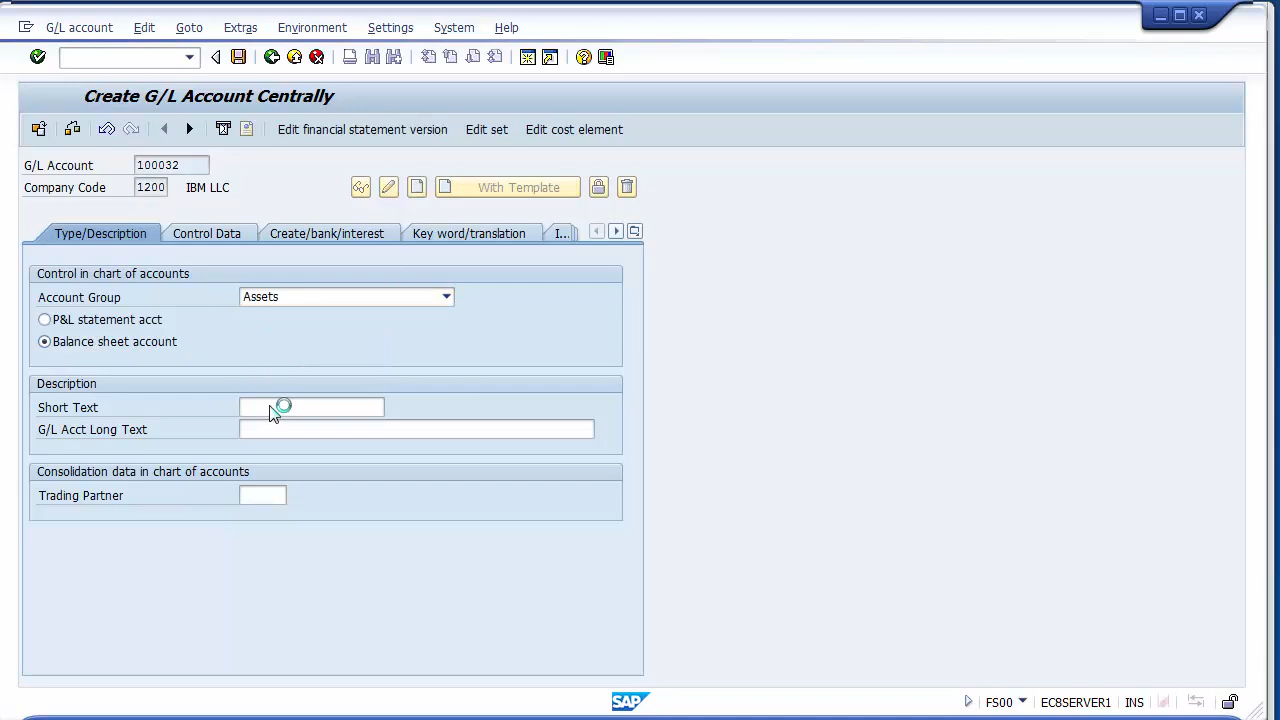 G/L account Edit Goto Extras Environment Settings System Help
Create G/L Account Centrally
Edit financial statement version Edit set Edit cost element
G/L Account 100032
Company Code 1200 IBM LLC With Template
Type/Description Control Data Create/bank/interest Key word/translation I...
Control in chart of accounts
Account Group Assets
P&L statement acct
Balance sheet account
Description
Short Text
G/L Acct Long Text
Consolidation data in chart of accounts
Trading Partner
SAP FS00 EC8SERVER1 INS